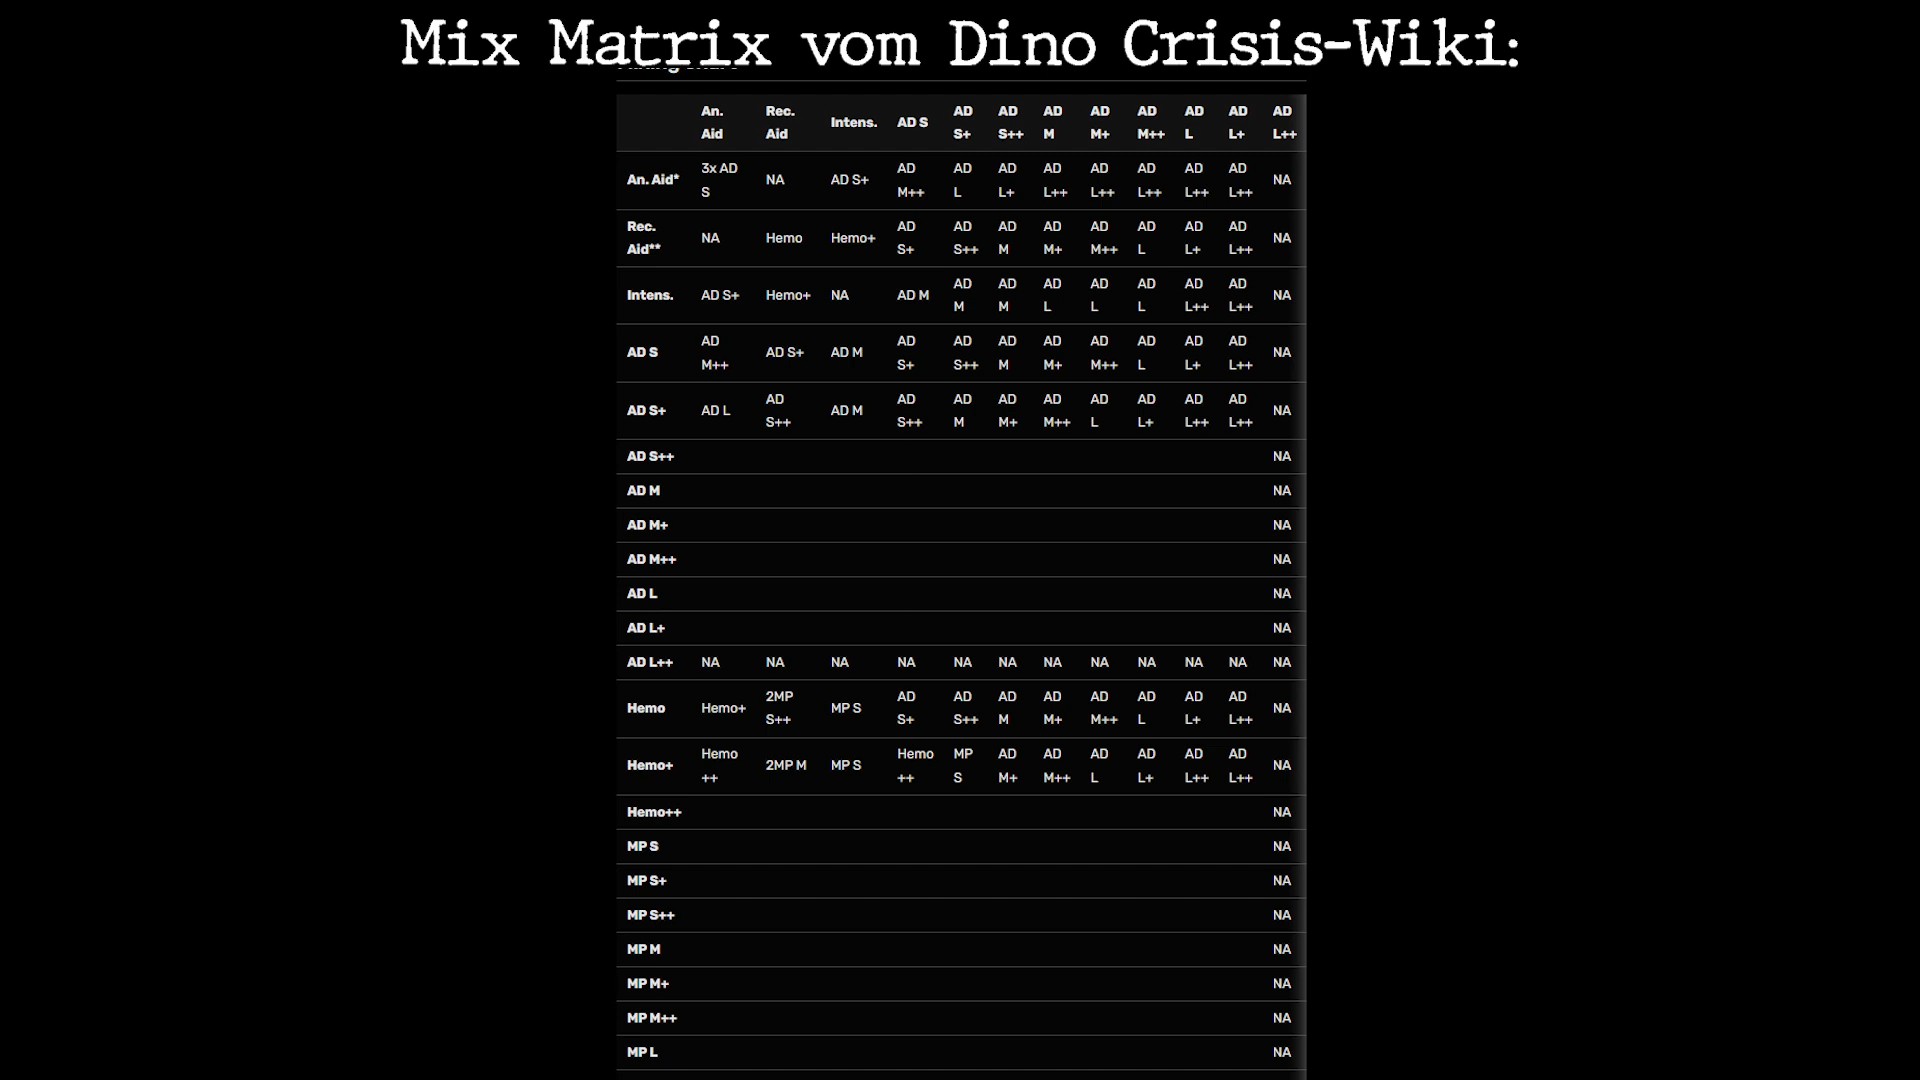 Mix Matrix vom Dino Crisis-Wiki:
An. Aid Rec. Aid Intens. AD S AD S+ AD S++ AD M AD M+ AD M++ AD L AD L+ AD L++
An. Aid* 3x AD S NA AD S+ AD M++ AD L AD L+ AD L++ AD L++ AD L++ AD L++ AD L++ NA
Rec. Aid** NA Hemo Hemo+ AD S+ AD S++ AD M AD M+ AD M++ AD L AD L+ AD L++ NA
Intens. AD S+ Hemo+ NA AD M AD M AD M AD L AD L AD L AD L++ AD L++ NA
AD S AD M++ AD S+ AD M AD S+ AD S++ AD M AD M+ AD M++ AD L AD L+ AD L++ NA
AD S+ AD L AD S++ AD M AD S++ AD M AD M+ AD M++ AD L AD L+ AD L++ AD L++ NA
AD S++ NA
AD M NA
AD M+ NA
AD M++ NA
AD L NA
AD L+ NA
AD L++ NA NA NA NA NA NA NA NA NA NA NA NA
Hemo Hemo+ 2MP S++ MP S AD S+ AD S++ AD M AD M+ AD M++ AD L AD L+ AD L++ NA
Hemo+ Hemo ++ 2MP M MP S Hemo ++ MP S AD M+ AD M++ AD L AD L+ AD L++ AD L++ NA
Hemo++ NA
MP S NA
MP S+ NA
MP S++ NA
MP M NA
MP M+ NA
MP M++ NA
MP L NA